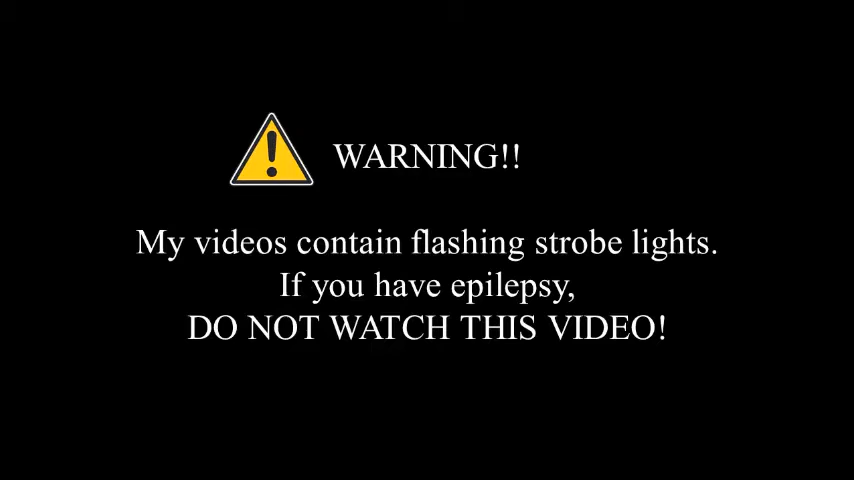 WARNING!!
My videos contain flashing strobe lights.
If you have epilepsy,
DO NOT WATCH THIS VIDEO!